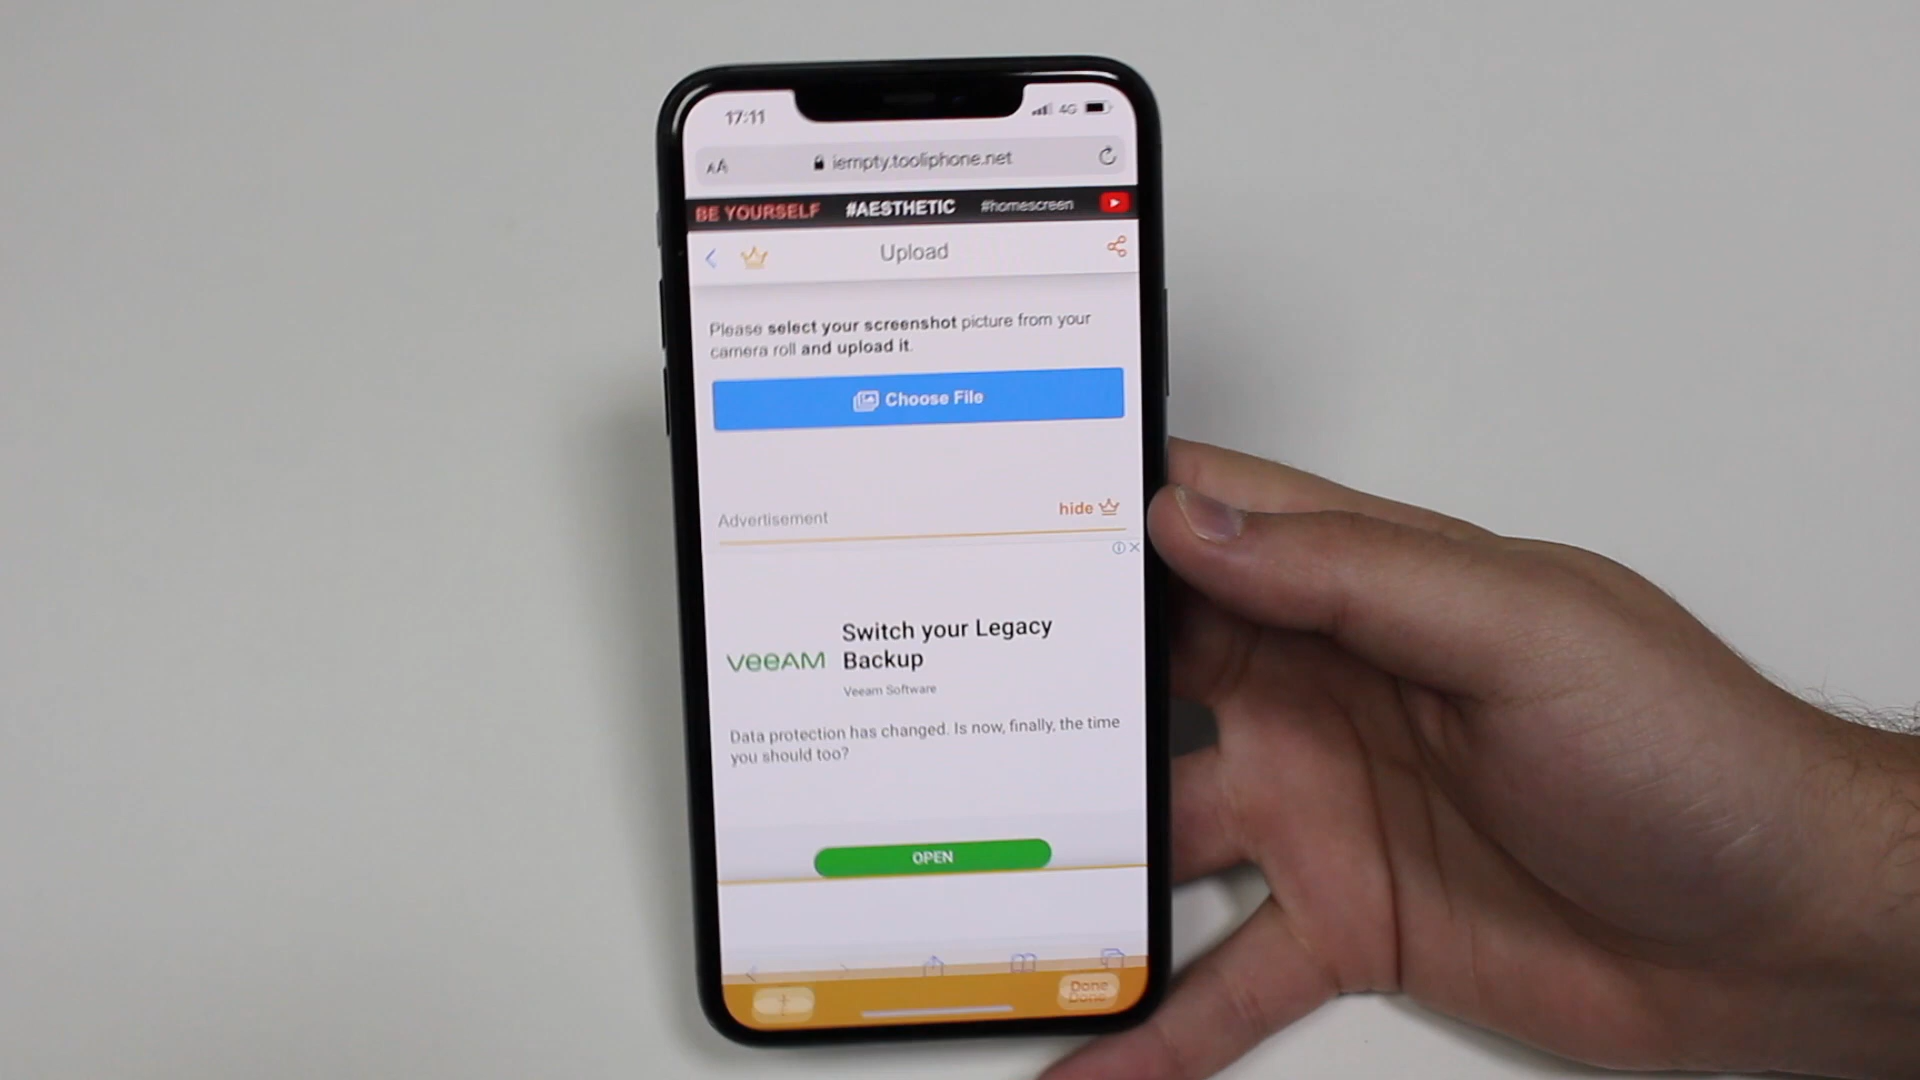 17:11
4G
AA
iempty.tooliphone.net
BE YOURSELF #AESTHETIC #homescreen
Upload
Please select your screenshot picture from your
camera roll and upload it.
Choose File
Advertisement
hide
Switch your Legacy
Backup
veeAM
Veeam Software
Data protection has changed. Is now, finally, the time
you should too?
OPEN
Done